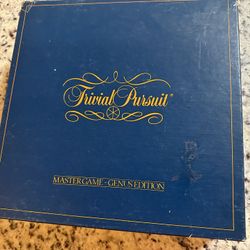 Trivial Pursuit®
MASTER GAME - GENUS EDITION